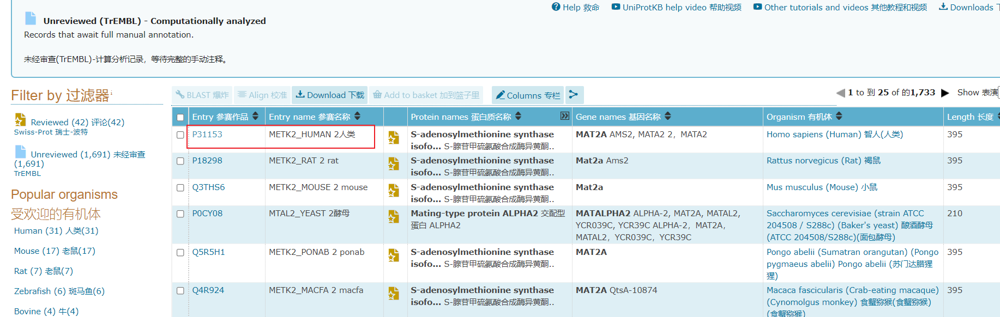 Help 救命 UniProtKB help video 帮助视频 Other tutorials and videos 其他教程和视频 Downloads
Unreviewed (TrEMBL) - Computationally analyzed
Records that await full manual annotation.
未经审查(TrEMBL)-计算分析记录，等待完整的手动注释。
Filter by 过滤器i
BLAST 爆炸 Align 校准 Download 下载 Add to basket 加到篮子里 Columns 专栏
1 to 到 25 of 的1,733 Show 表演
Reviewed (42) 评论(42)
Swiss-Prot 瑞士-波特
Unreviewed (1,691) 未经审查
(1,691)
TrEMBL
Popular organisms
受欢迎的有机体
Human (31) 人类(31)
Mouse (17) 老鼠(17)
Rat (7) 老鼠(7)
Zebrafish (6) 斑马鱼(6)
Bovine (4) 牛(4)
Entry 参赛作品 Entry name 参赛名称 Protein names 蛋白质名称 Gene names 基因名称 Organism 有机体 Length 长度
P31153 METK2_HUMAN 2人类 S-adenosylmethionine synthase MAT2A AMS2, MATA2 2，MATA2 Homo sapiens (Human) 智人(人类) 395
isofo... S-腺苷甲硫氨酸合成酶异黄酮..
P18298 METK2_RAT 2 rat S-adenosylmethionine synthase Mat2a Ams2 Rattus norvegicus (Rat) 褐鼠 395
isofo... S-腺苷甲硫氨酸合成酶异黄酮..
Q3THS6 METK2_MOUSE 2 mouse S-adenosylmethionine synthase Mat2a Mus musculus (Mouse) 小鼠 395
isofo... S-腺苷甲硫氨酸合成酶异黄酮..
P0CY08 MTAL2_YEAST 2酵母 Mating-type protein ALPHA2 交配型 MATALPHA2 ALPHA-2, MAT2A, MATAL2, Saccharomyces cerevisiae (strain ATCC 210
蛋白 ALPHA2 YCR039C, YCR39C ALPHA-2，MAT2A， 204508 / S288c) (Baker's yeast) 酿酒酵母
MATAL2，YCR039C，YCR39C (ATCC 204508/S288c)(面包酵母)
Q5R5H1 METK2_PONAB 2 ponab S-adenosylmethionine synthase MAT2A Pongo abelii (Sumatran orangutan) (Pongo 395
isofo... S-腺苷甲硫氨酸合成酶异黄酮.. pygmaeus abelii) Pongo abelii (苏门达腊猩
猩)
Q4R924 METK2_MACFA 2 macfa S-adenosylmethionine synthase MAT2A QtsA-10874 Macaca fascicularis (Crab-eating macaque) 395
isofo... S-腺苷甲硫氨酸合成酶异黄酮.. (Cynomolgus monkey) 食蟹猕猴(食蟹猕猴)
(食蟹猕猴)